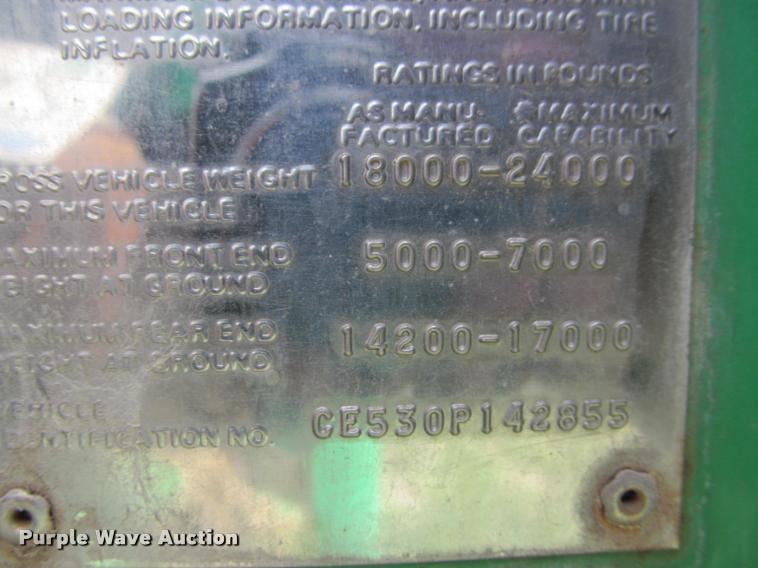 LOADING INFORMATION, INCLUDING TIRE
INFLATION.
RATINGS IN POUNDS
AS MANU- MAXIMUM
FACTURED CAPABILITY
ROSS VEHICLE WEIGHT 18000-24000
OR THIS VEHICLE
AXIMUM FRONT END 5000-7000
EIGHT AT GROUND
AXIMUM REAR END 14200-17000
EIGHT AT GROUND
VEHICLE
DENTIFICATION NO. CE530P142855
Purple Wave Auction